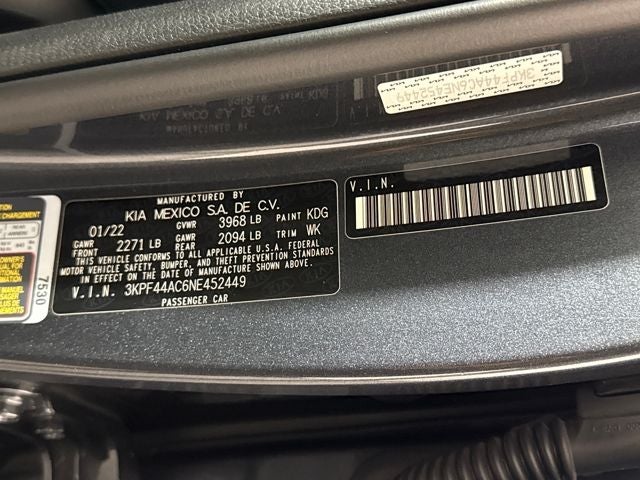 3KPF44AC6NE452449
MANUFACTURED BY
KIA MEXICO S.A. DE C.V.
01/22 GVWR 3968 LB PAINT KDG
GAWR FRONT 2271 LB GAWR REAR 2094 LB TRIM WK
THIS VEHICLE CONFORMS TO ALL APPLICABLE U.S.A. FEDERAL
MOTOR VEHICLE SAFETY, BUMPER, AND THEFT PREVENTION STANDARDS
IN EFFECT ON THE DATE OF MANUFACTURE SHOWN ABOVE.
V.I.N. 3KPF44AC6NE452449
PASSENGER CAR
V.I.N.
7530